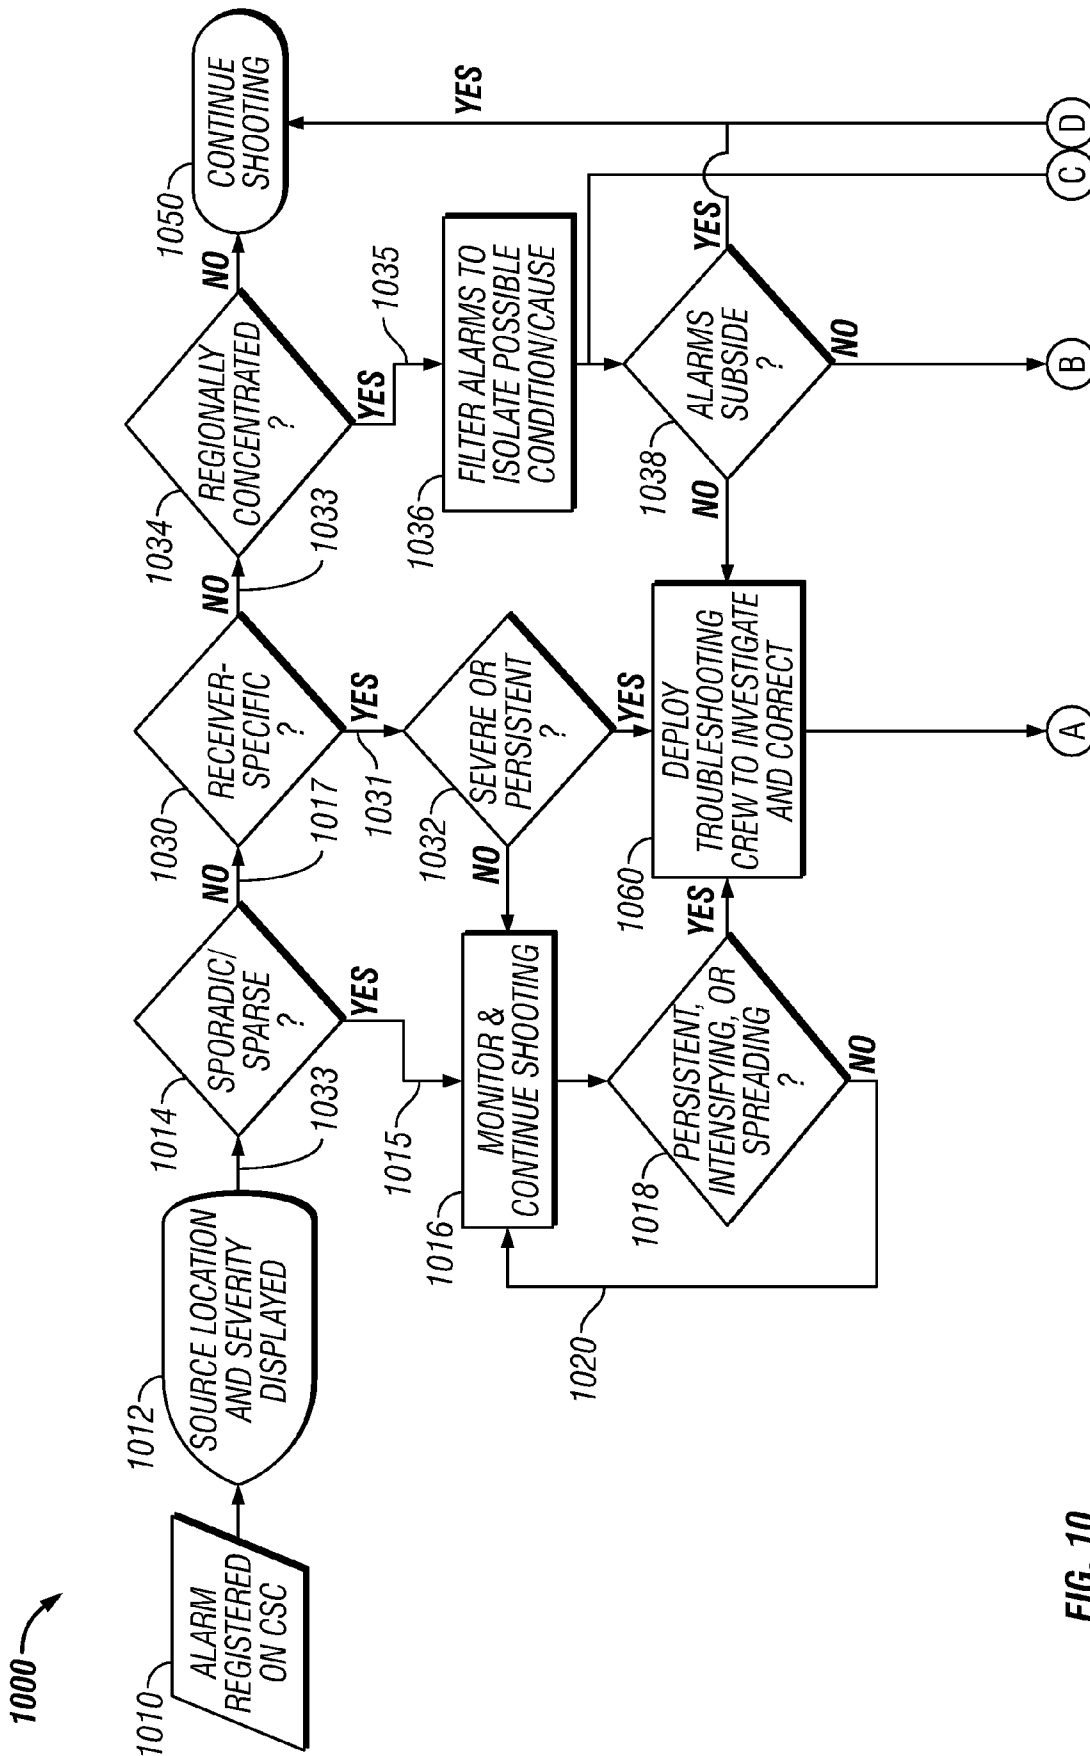 1000
1010
ALARM
REGISTERED
ON CSC
1012
SOURCE LOCATION
AND SEVERITY
DISPLAYED
1033
1014
SPORADIC/
SPARSE
?
NO
1017
YES
1015
1030
RECEIVER-
SPECIFIC
?
NO
1033
YES
1031
1034
REGIONALLY
CONCENTRATED
?
NO
YES
1035
1050
CONTINUE
SHOOTING
1016
MONITOR &
CONTINUE SHOOTING
1032
SEVERE OR
PERSISTENT
?
NO
YES
1036
FILTER ALARMS TO
ISOLATE POSSIBLE
CONDITION/CAUSE
YES
1020
1018
PERSISTENT,
INTENSIFYING, OR
SPREADING
?
YES
NO
1060
DEPLOY
TROUBLESHOOTING
CREW TO INVESTIGATE
AND CORRECT
1038
ALARMS
SUBSIDE
?
NO
YES
NO
A
B
C
D
FIG. 10